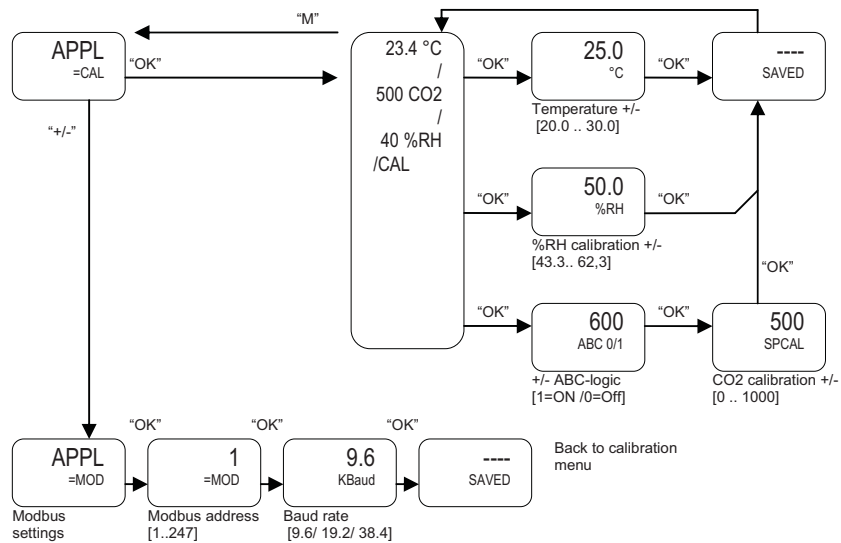 “M”
APPL
=CAL
“OK”
23.4 °C
/
500 CO2
/
40 %RH
/CAL
“OK”
25.0
°C
“OK”
----
SAVED
Temperature +/-
[20.0 .. 30.0]
“+/-”
“OK”
50.0
%RH
“OK”
%RH calibration +/-
[43.3.. 62,3]
“OK”
“OK”
600
ABC 0/1
“OK”
500
SPCAL
+/- ABC-logic
[1=ON /0=Off]
CO2 calibration +/-
[0 .. 1000]
“OK”
“OK”
“OK”
APPL
=MOD
1
=MOD
9.6
KBaud
----
SAVED
Back to calibration
menu
Modbus
settings
Modbus address
[1..247]
Baud rate
[9.6/ 19.2/ 38.4]